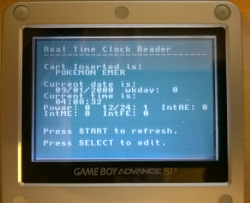 Real Time Clock Reader
Cart Inserted is:
POKEMON EMER
Current date is:
09/01/2000 wkday: 0
Current time is:
04:08:32
Power: 0 12/24: 1 IntAE: 0
IntME: 0 IntFE: 0
Press START to refresh.
Press SELECT to edit.
GAME BOY ADVANCE SP